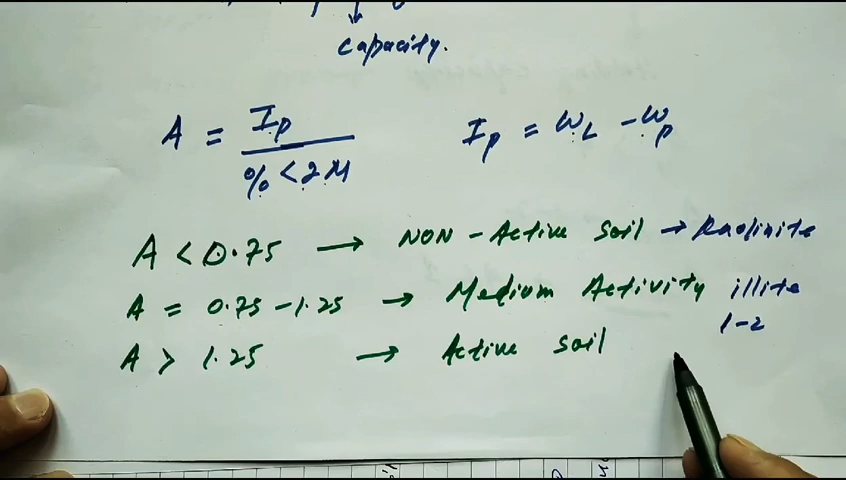 capacity.
A = Ip / % < 2 μ    Ip = WL - Wp
A < 0.75 → NON-Active soil → Kaolinite
A = 0.75 - 1.25 → Medium Activity illite
1-2
A > 1.25 → Active soil